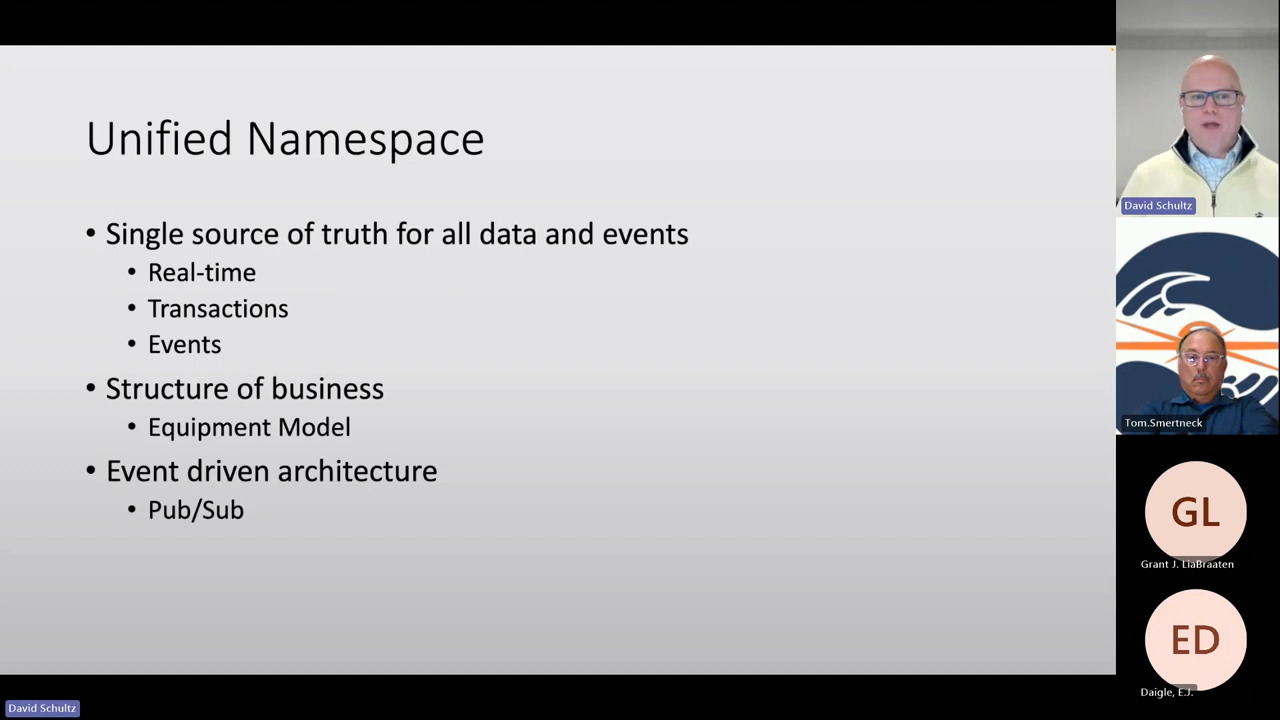 Unified Namespace
• Single source of truth for all data and events
• Real-time
• Transactions
• Events
• Structure of business
• Equipment Model
• Event driven architecture
• Pub/Sub
David Schultz
Tom.Smertneck
GL
Grant J. LiaBraaten
ED
Daigle, E.J.
David Schultz